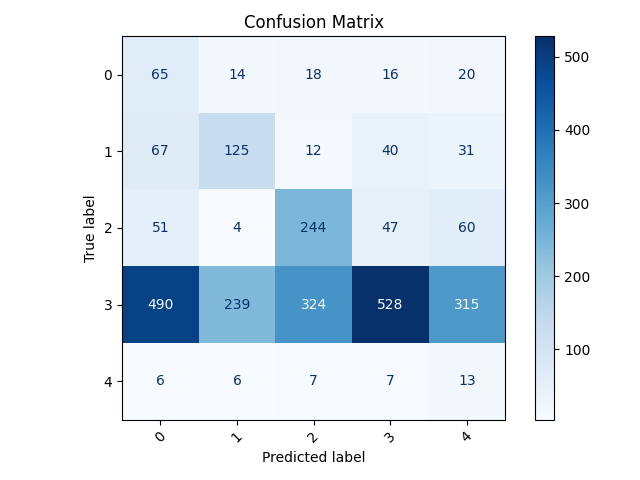 Confusion Matrix
0 65 14 18 16 20
1 67 125 12 40 31
2 51 4 244 47 60
3 490 239 324 528 315
4 6 6 7 7 13
0 1 2 3 4
Predicted label
True label
500
400
300
200
100